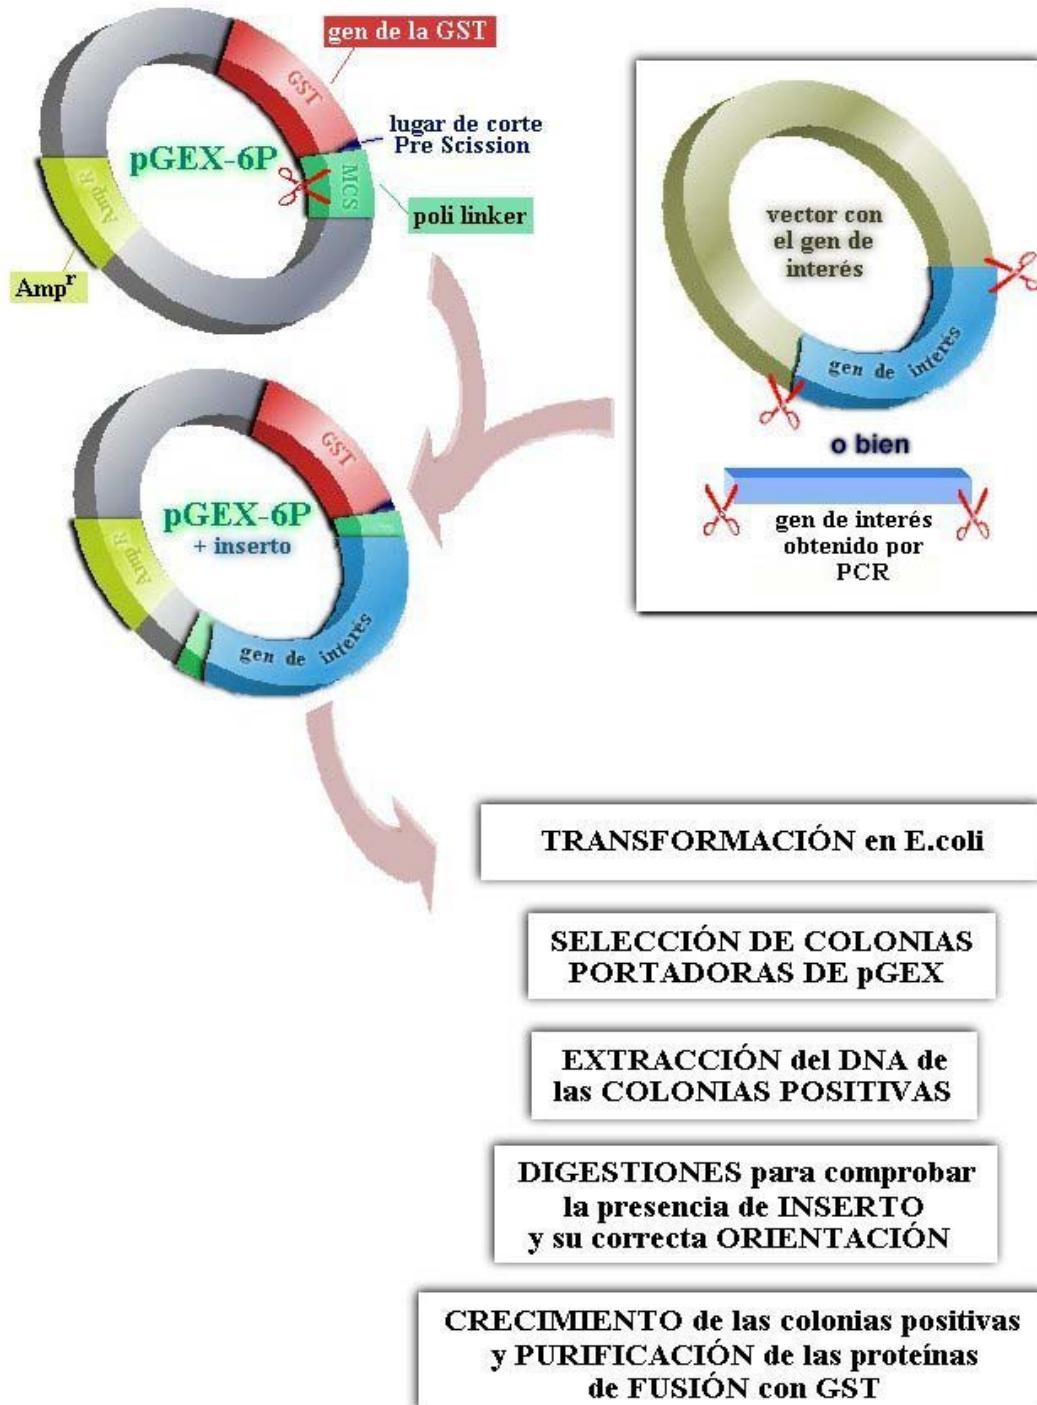 gen de la GST
GST
lugar de corte
Pre Scission
pGEX-6P
MCS
poli linker
Amp R
Amp^r
vector con
el gen de
interés
gen de interés
o bien
gen de interés
obtenido por
PCR
GST
pGEX-6P
+ inserto
Amp R
gen de interés
TRANSFORMACIÓN en E.coli
SELECCIÓN DE COLONIAS
PORTADORAS DE pGEX
EXTRACCIÓN del DNA de
las COLONIAS POSITIVAS
DIGESTIONES para comprobar
la presencia de INSERTO
y su correcta ORIENTACIÓN
CRECIMIENTO de las colonias positivas
y PURIFICACIÓN de las proteínas
de FUSIÓN con GST